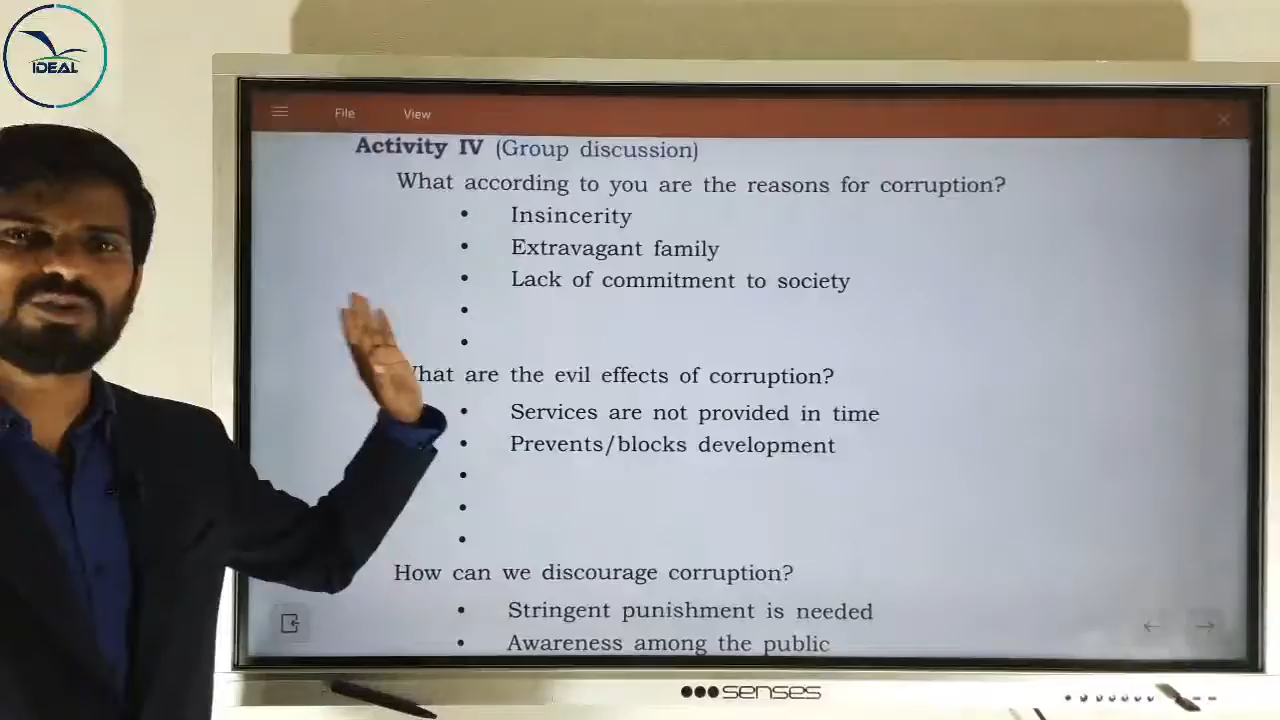 IDEAL
File View
Activity IV (Group discussion)
What according to you are the reasons for corruption?
• Insincerity
• Extravagant family
• Lack of commitment to society
•
•
What are the evil effects of corruption?
• Services are not provided in time
• Prevents/blocks development
•
•
•
How can we discourage corruption?
• Stringent punishment is needed
• Awareness among the public
senses